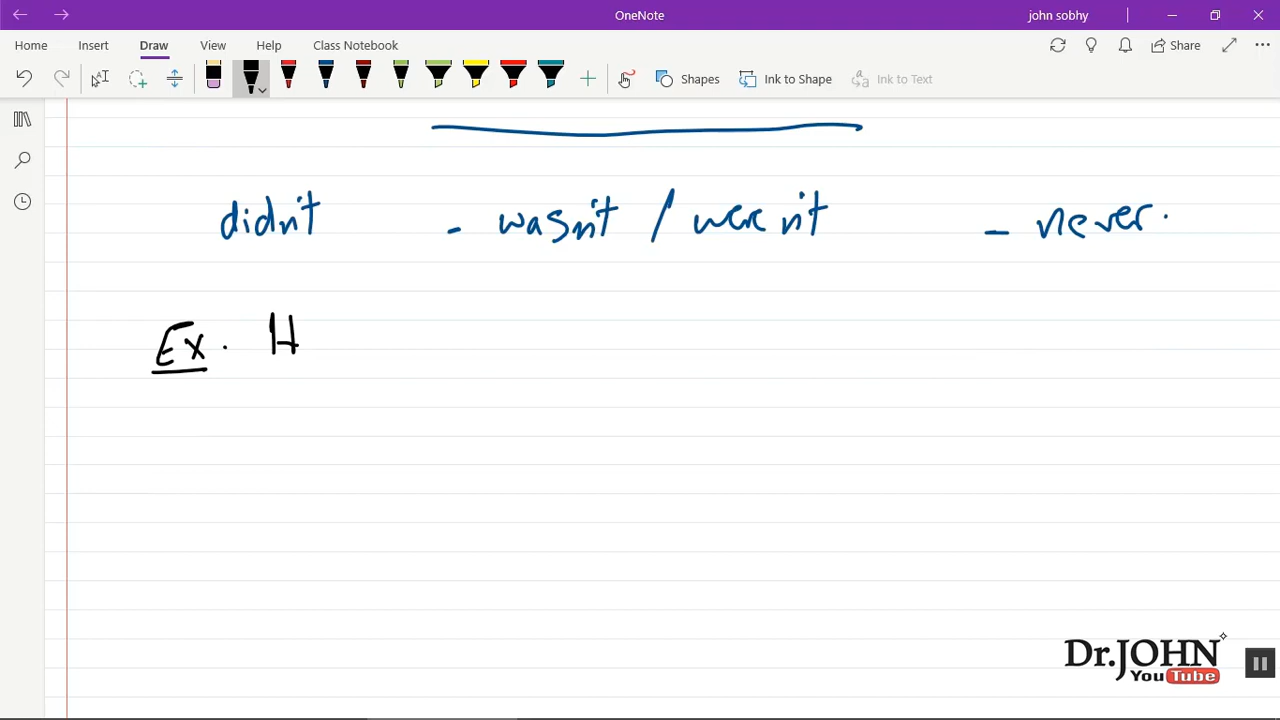 OneNote
john sobhy
Home Insert Draw View Help Class Notebook
Share
Shapes Ink to Shape Ink to Text
didn't - wasn't / weren't - never.
Ex. H
Dr.JOHN
YouTube